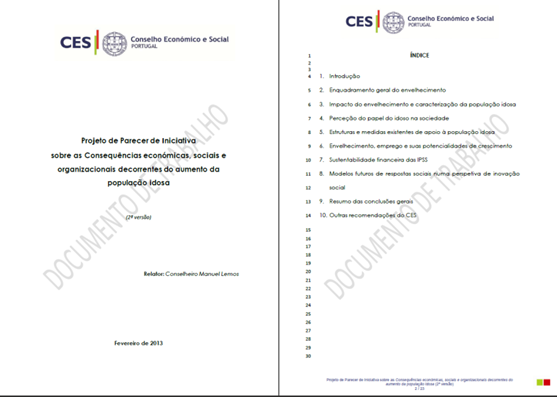 CES
Conselho Económico e Social
PORTUGAL
Projeto de Parecer de Iniciativa
sobre as Consequências económicas, sociais e
organizacionais decorrentes do aumento da
população idosa
(2ª versão)
Relator: Conselheiro Manuel Lemos
Fevereiro de 2013
DOCUMENTO DE TRABALHO
CES
Conselho Económico e Social
PORTUGAL
1 ÍNDICE
2
3
4 1. Introdução
5 2. Enquadramento geral do envelhecimento
6 3. Impacto do envelhecimento e caracterização da população idosa
7 4. Perceção do papel do idoso na sociedade
8 5. Estruturas e medidas existentes de apoio à população idosa
9 6. Envelhecimento, emprego e suas potencialidades de crescimento
10 7. Sustentabilidade financeira das IPSS
11 8. Modelos futuros de respostas sociais numa perspetiva de inovação
12 social
13 9. Resumo das conclusões gerais
14 10. Outras recomendações do CES
15
16
17
18
19
20
21
22
23
24
25
26
27
28
29
30
DOCUMENTO DE TRABALHO
Projeto de Parecer de Iniciativa sobre as Consequências económicas, sociais e organizacionais decorrentes do
aumento da população idosa (2ª versão)
2 / 23